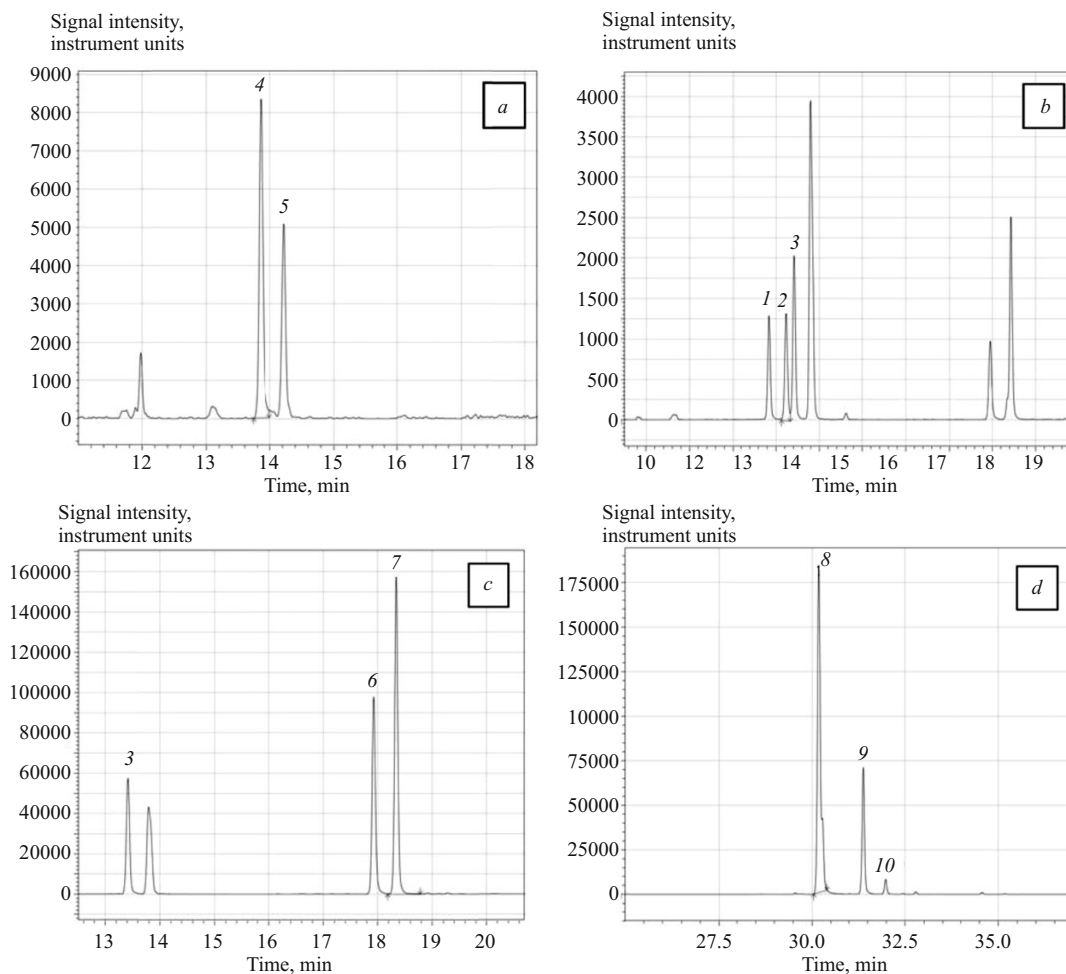 Signal intensity,
instrument units
9000
8000
7000
6000
5000
4000
3000
2000
1000
0
4
5
a
12 13 14 15 16 17 18
Time, min
Signal intensity,
instrument units
4000
3500
3000
2500
2000
1500
1000
500
0
1
2
3
b
10 12 13 14 16 17 18 19
Time, min
Signal intensity,
instrument units
160000
140000
120000
100000
80000
60000
40000
20000
0
3
6
7
c
13 14 15 16 17 18 19 20
Time, min
Signal intensity,
instrument units
175000
150000
125000
10000
75000
50000
25000
0
8
9
10
d
27.5 30.0 32.5 35.0
Time, min